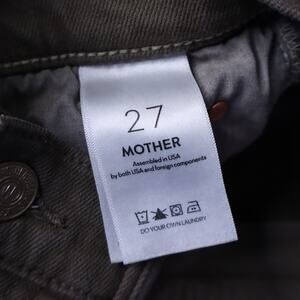 27
MOTHER
Assembled in USA
by both USA and foreign components
DO YOUR OWN LAUNDRY